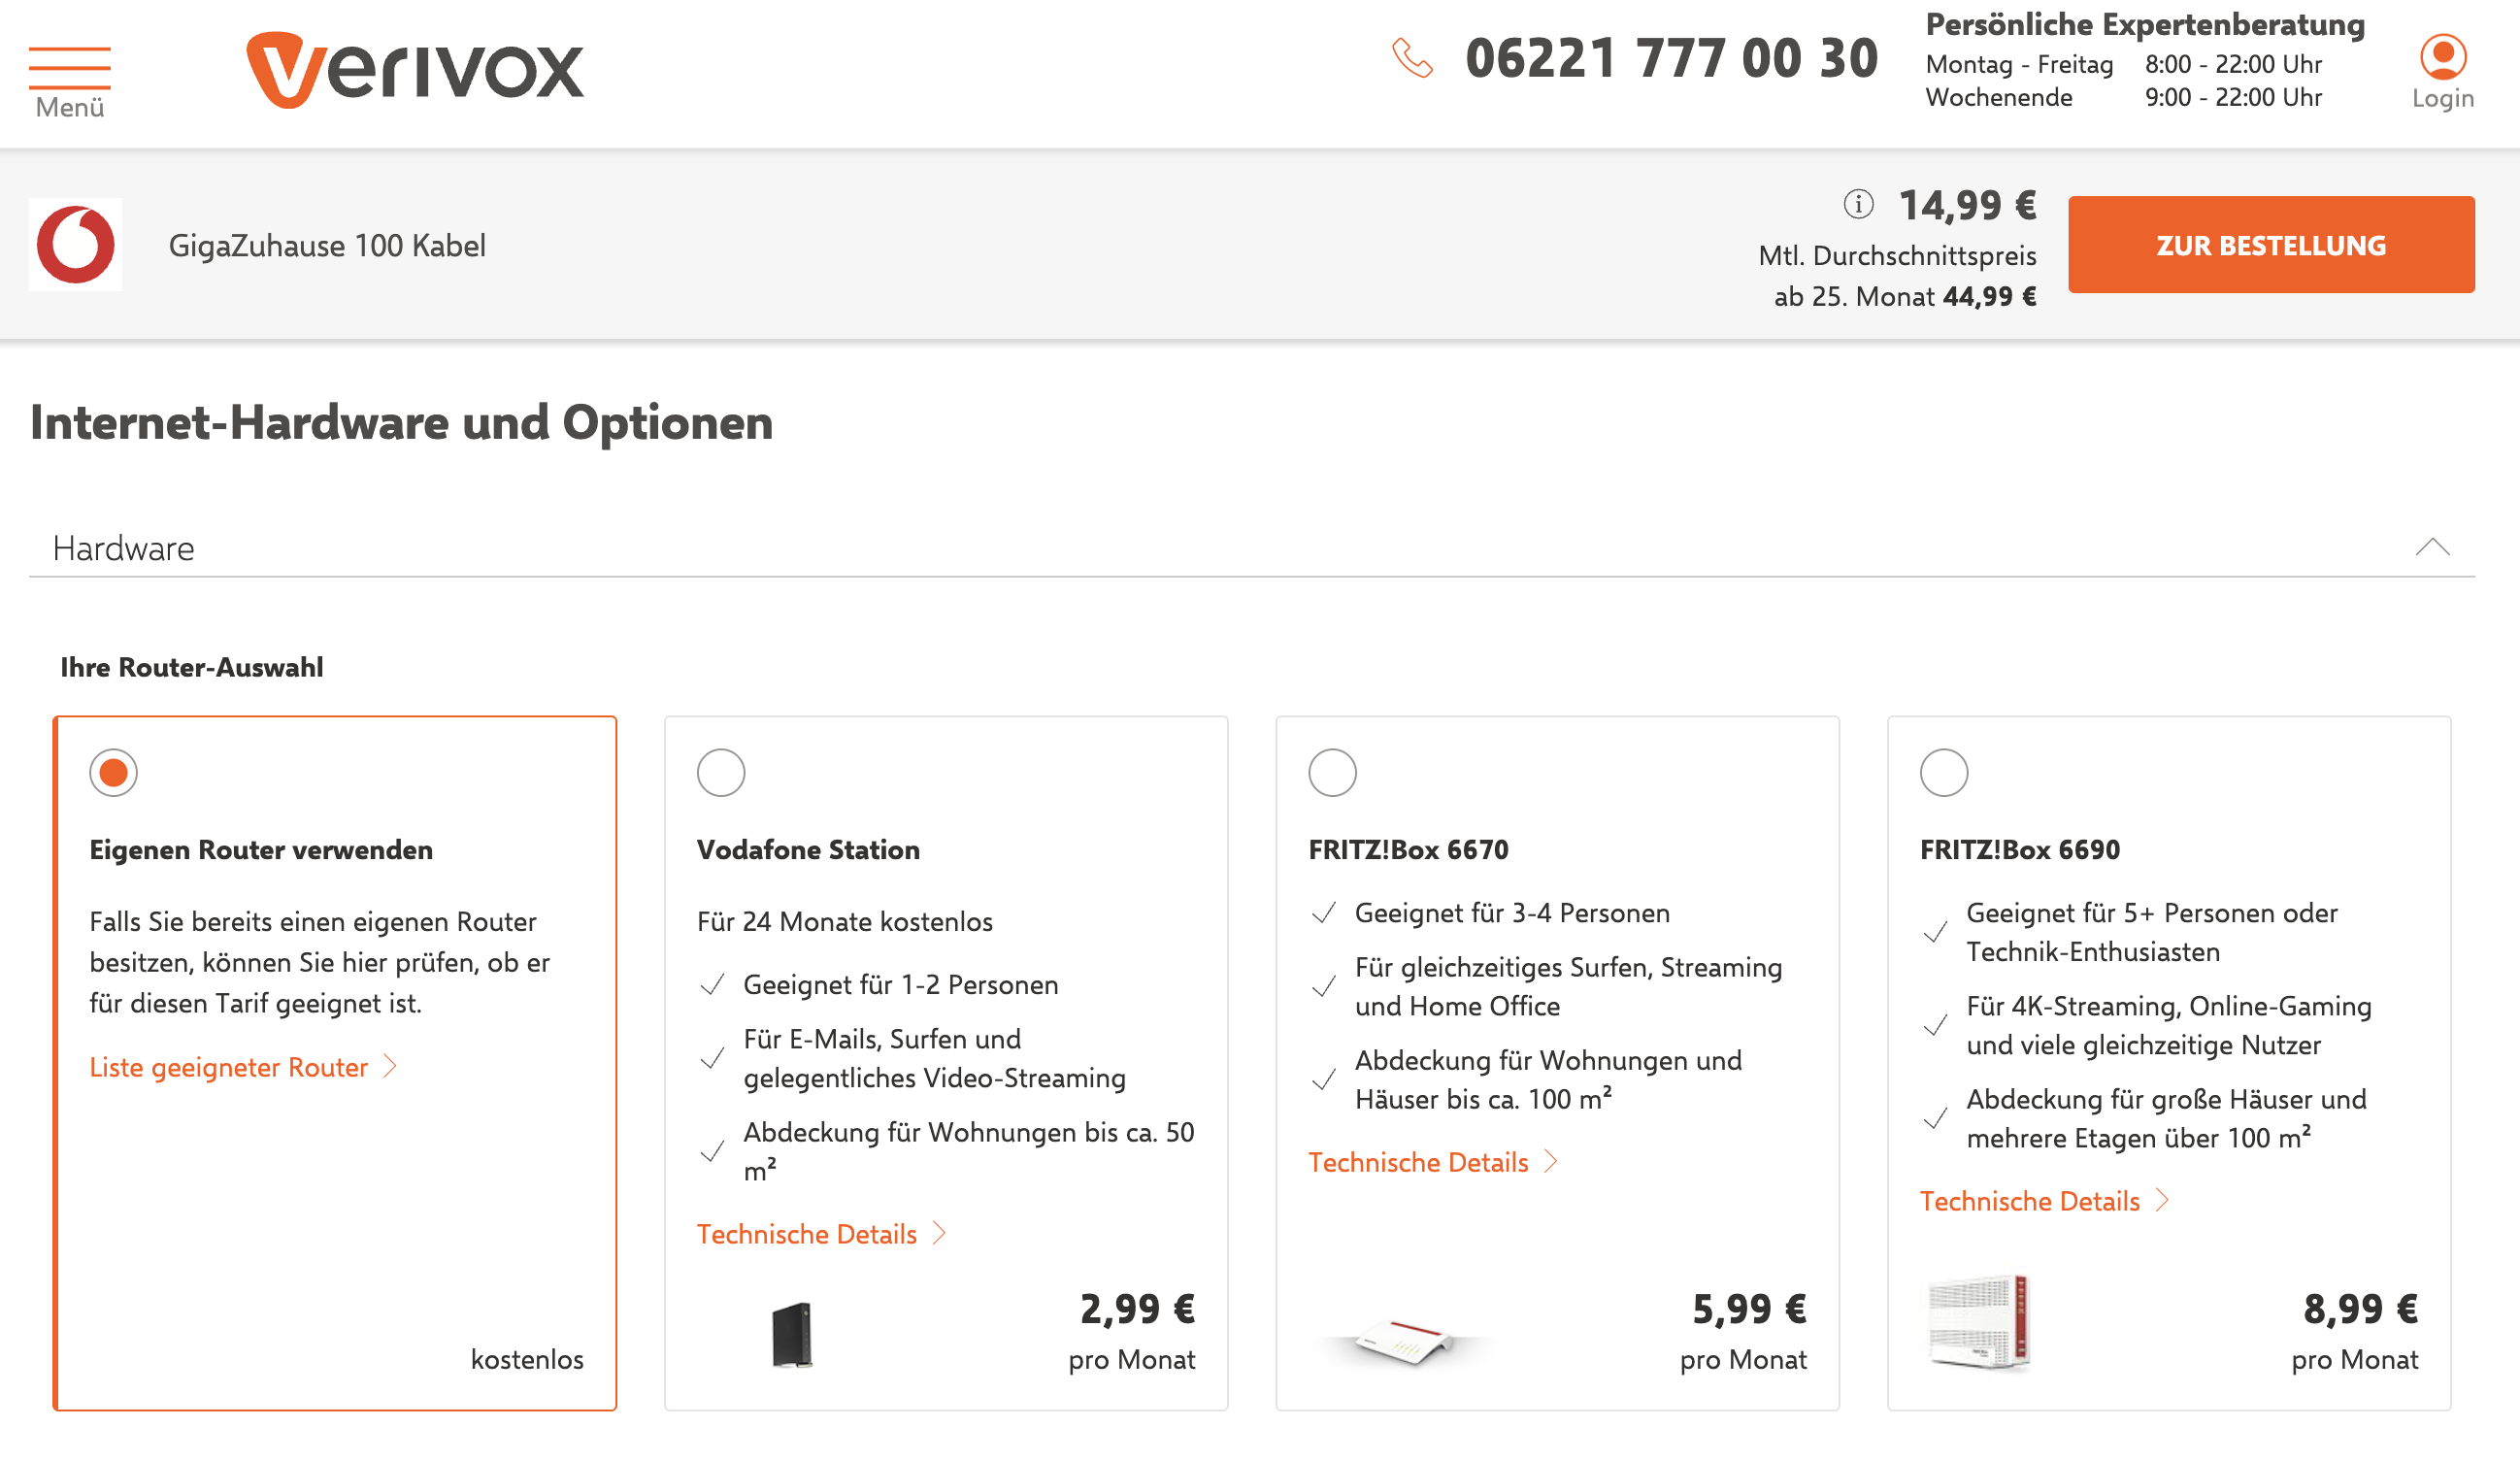 Menü
verivox
06221 777 00 30
Persönliche Expertenberatung
Montag - Freitag 8:00 - 22:00 Uhr
Wochenende 9:00 - 22:00 Uhr
Login
GigaZuhause 100 Kabel
14,99 €
Mtl. Durchschnittspreis
ab 25. Monat 44,99 €
ZUR BESTELLUNG
Internet-Hardware und Optionen
Hardware
Ihre Router-Auswahl
Eigenen Router verwenden
Falls Sie bereits einen eigenen Router
besitzen, können Sie hier prüfen, ob er
für diesen Tarif geeignet ist.
Liste geeigneter Router
kostenlos
Vodafone Station
Für 24 Monate kostenlos
Geeignet für 1-2 Personen
Für E-Mails, Surfen und
gelegentliches Video-Streaming
Abdeckung für Wohnungen bis ca. 50
m²
Technische Details
2,99 €
pro Monat
FRITZ!Box 6670
Geeignet für 3-4 Personen
Für gleichzeitiges Surfen, Streaming
und Home Office
Abdeckung für Wohnungen und
Häuser bis ca. 100 m²
Technische Details
5,99 €
pro Monat
FRITZ!Box 6690
Geeignet für 5+ Personen oder
Technik-Enthusiasten
Für 4K-Streaming, Online-Gaming
und viele gleichzeitige Nutzer
Abdeckung für große Häuser und
mehrere Etagen über 100 m²
Technische Details
8,99 €
pro Monat